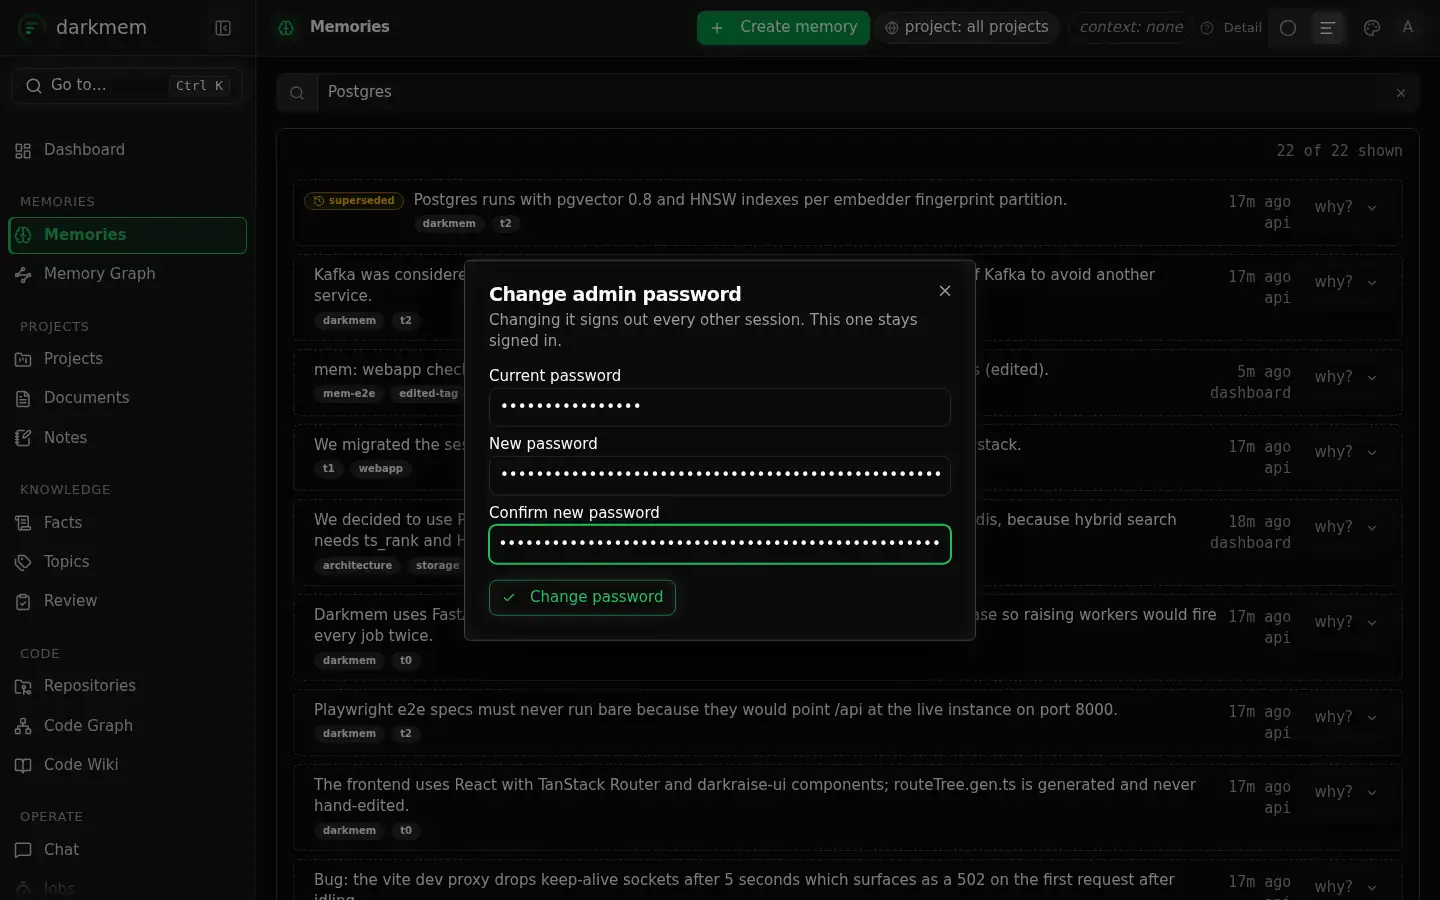 darkmem
Memories
Create memory
project: all projects
context: none
Detail
A
Go to...
Ctrl K
Postgres
Dashboard
MEMORIES
Memories
Memory Graph
PROJECTS
Projects
Documents
Notes
KNOWLEDGE
Facts
Topics
Review
CODE
Repositories
Code Graph
Code Wiki
OPERATE
Chat
Jobs
22 of 22 shown
superseded
Postgres runs with pgvector 0.8 and HNSW indexes per embedder fingerprint partition.
darkmem t2
17m ago
api
why?
Kafka was considere
f Kafka to avoid another
service.
darkmem t2
17m ago
api
why?
mem: webapp chec
s (edited).
mem-e2e edited-tag
5m ago
dashboard
why?
We migrated the se
stack.
t1 webapp
17m ago
api
why?
We decided to use
dis, because hybrid search
needs ts_rank and
architecture storage
18m ago
dashboard
why?
Darkmem uses Fast
ase so raising workers would fire
every job twice.
darkmem t0
17m ago
api
why?
Playwright e2e specs must never run bare because they would point /api at the live instance on port 8000.
darkmem t2
17m ago
api
why?
The frontend uses React with TanStack Router and darkraise-ui components; routeTree.gen.ts is generated and never
hand-edited.
darkmem t0
17m ago
api
why?
Bug: the vite dev proxy drops keep-alive sockets after 5 seconds which surfaces as a 502 on the first request after
idling.
17m ago
api
why?
Change admin password
Changing it signs out every other session. This one stays
signed in.
Current password
New password
Confirm new password
Change password